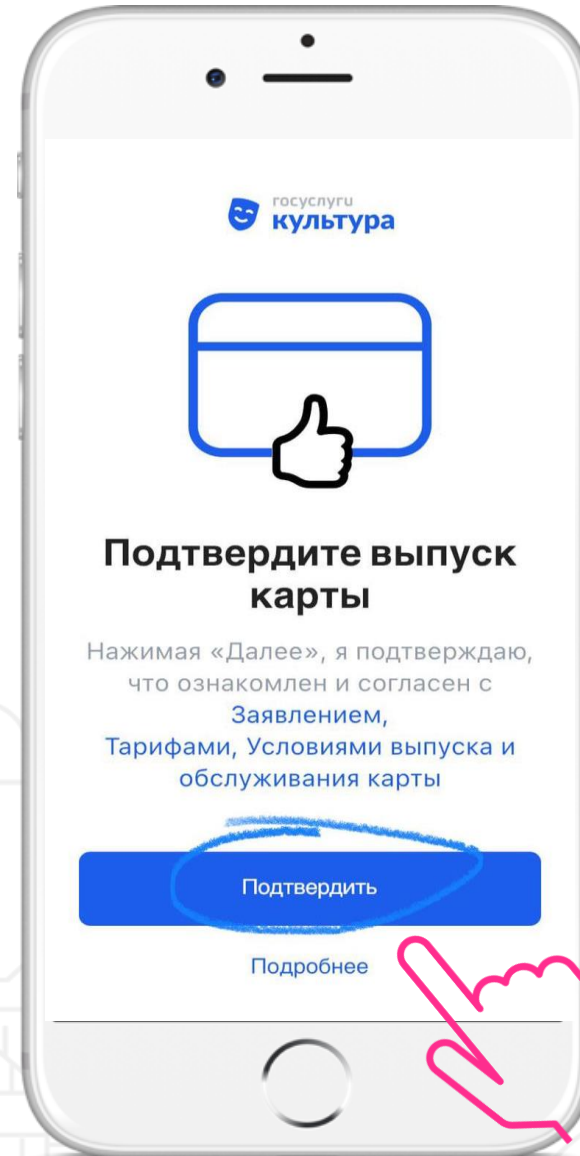 госуслуги
культура
Подтвердите выпуск
карты
Нажимая «Далее», я подтверждаю,
что ознакомлен и согласен с
Заявлением,
Тарифами, Условиями выпуска и
обслуживания карты
Подтвердить
Подробнее